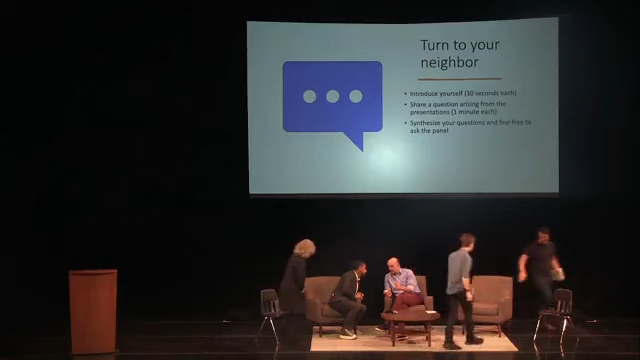 Turn to your
neighbor
• Introduce yourself (30 seconds each)
• Share a question arising from the
presentations (1 minute each)
• Synthesize your questions and feel free to
ask the panel